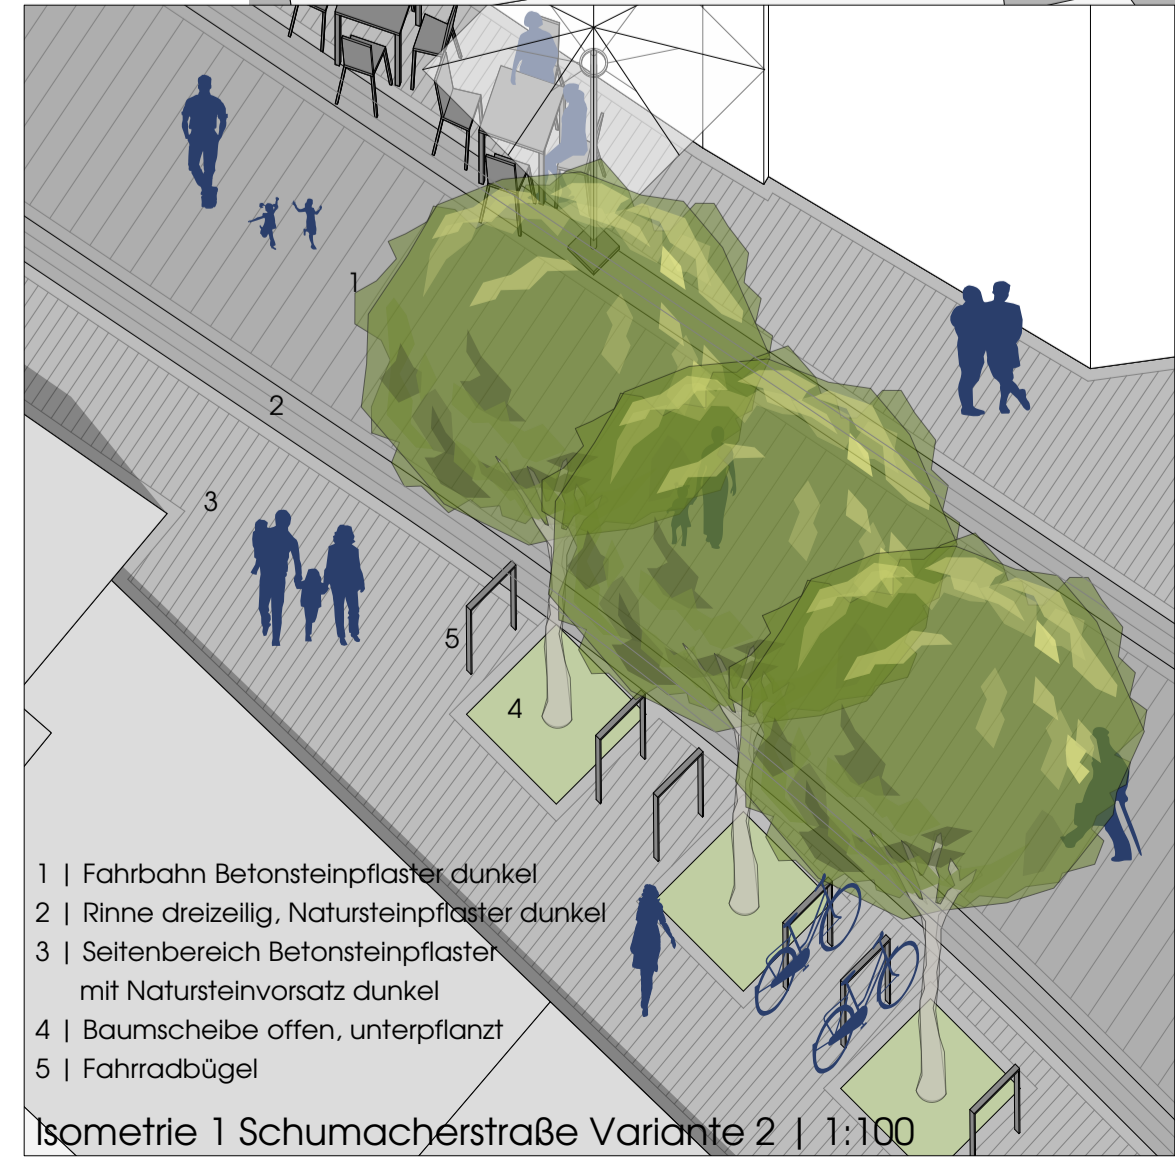 1
2
3
5
4
1 | Fahrbahn Betonsteinpflaster dunkel
2 | Rinne dreizeilig, Natursteinpflaster dunkel
3 | Seitenbereich Betonsteinpflaster
mit Natursteinvorsatz dunkel
4 | Baumscheibe offen, unterpflanzt
5 | Fahrradbügel
Isometrie 1 Schumacherstraße Variante 2 | 1:100